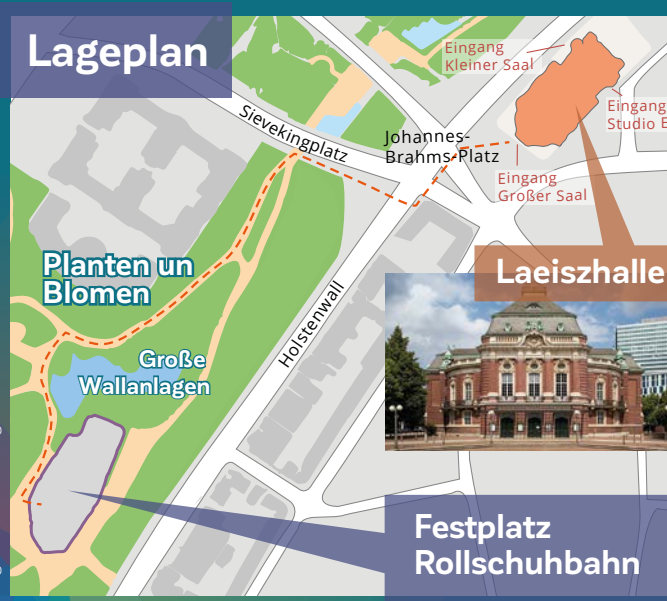 Lageplan
Eingang
Kleiner Saal
Eingang
Studio E
Sievekingplatz
Johannes-
Brahms-Platz
Eingang
Großer Saal
Planten un
Blomen
Laeiszhalle
Holstenwall
Große
Wallanlagen
Festplatz
Rollschuhbahn